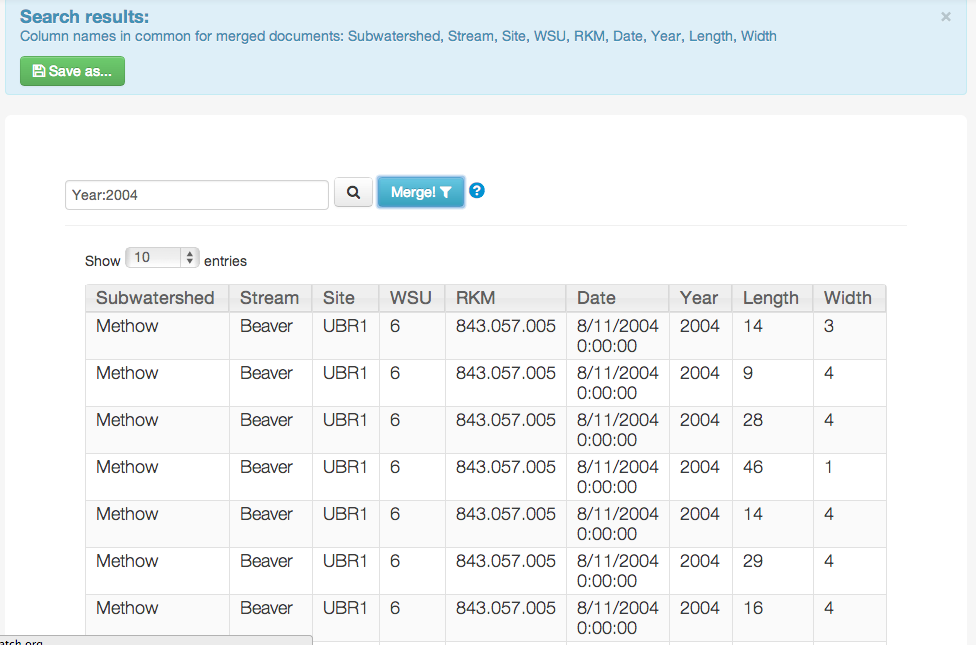 Search results:
×
Column names in common for merged documents: Subwatershed, Stream, Site, WSU, RKM, Date, Year, Length, Width
Save as...
Year:2004 Merge! ?
Show 10 entries
Subwatershed Stream Site WSU RKM Date Year Length Width
Methow Beaver UBR1 6 843.057.005 8/11/2004 2004 14 3
0:00:00
Methow Beaver UBR1 6 843.057.005 8/11/2004 2004 9 4
0:00:00
Methow Beaver UBR1 6 843.057.005 8/11/2004 2004 28 4
0:00:00
Methow Beaver UBR1 6 843.057.005 8/11/2004 2004 46 1
0:00:00
Methow Beaver UBR1 6 843.057.005 8/11/2004 2004 14 4
0:00:00
Methow Beaver UBR1 6 843.057.005 8/11/2004 2004 29 4
0:00:00
Methow Beaver UBR1 6 843.057.005 8/11/2004 2004 16 4
0:00:00